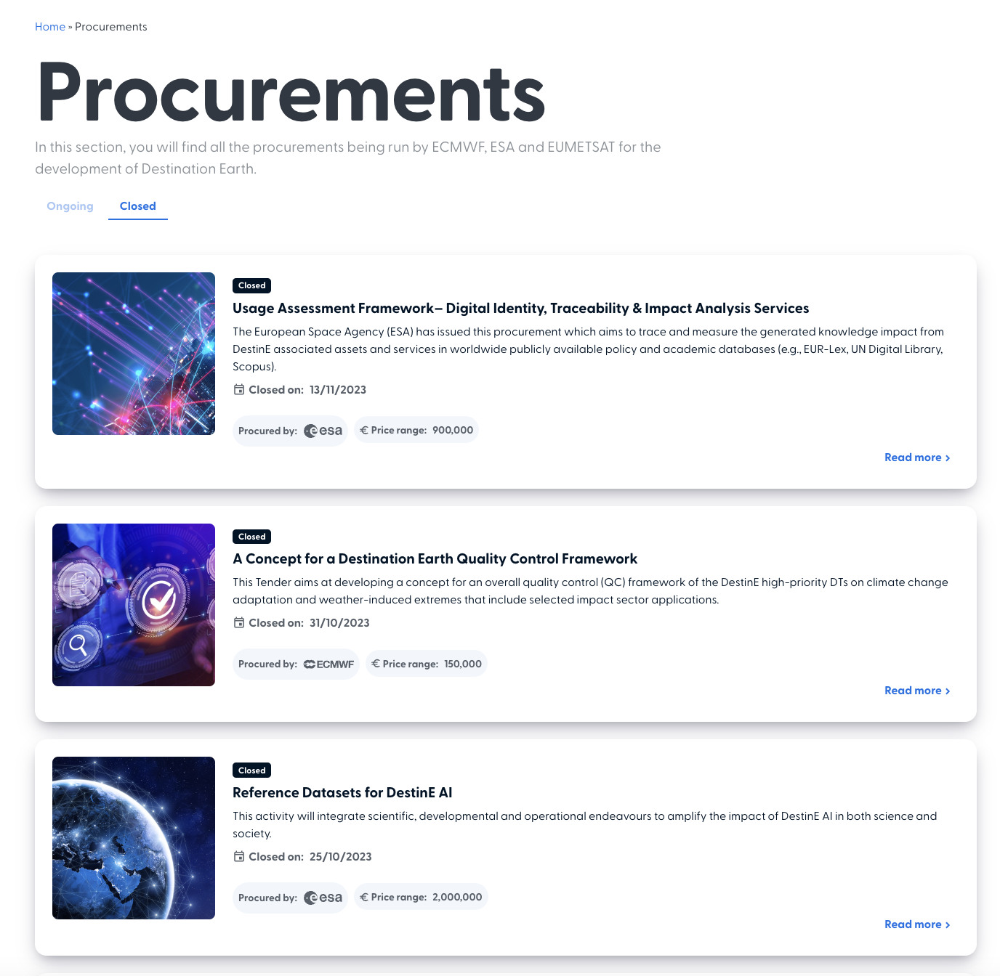 Home » Procurements
Procurements
In this section, you will find all the procurements being run by ECMWF, ESA and EUMETSAT for the
development of Destination Earth.
Ongoing Closed
Closed
Usage Assessment Framework– Digital Identity, Traceability & Impact Analysis Services
The European Space Agency (ESA) has issued this procurement which aims to trace and measure the generated knowledge impact from
DestinE associated assets and services in worldwide publicly available policy and academic databases (e.g., EUR-Lex, UN Digital Library,
Scopus).
Closed on: 13/11/2023
Procured by: esa € Price range: 900,000
Read more ›
Closed
A Concept for a Destination Earth Quality Control Framework
This Tender aims at developing a concept for an overall quality control (QC) framework of the DestinE high-priority DTs on climate change
adaptation and weather-induced extremes that include selected impact sector applications.
Closed on: 31/10/2023
Procured by: ECMWF € Price range: 150,000
Read more ›
Closed
Reference Datasets for DestinE AI
This activity will integrate scientific, developmental and operational endeavours to amplify the impact of DestinE AI in both science and
society.
Closed on: 25/10/2023
Procured by: esa € Price range: 2,000,000
Read more ›